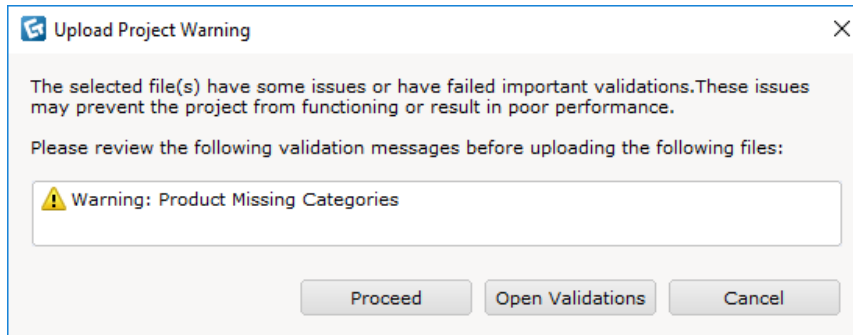 Upload Project Warning
The selected file(s) have some issues or have failed important validations.These issues
may prevent the project from functioning or result in poor performance.
Please review the following validation messages before uploading the following files:
Warning: Product Missing Categories
Proceed
Open Validations
Cancel